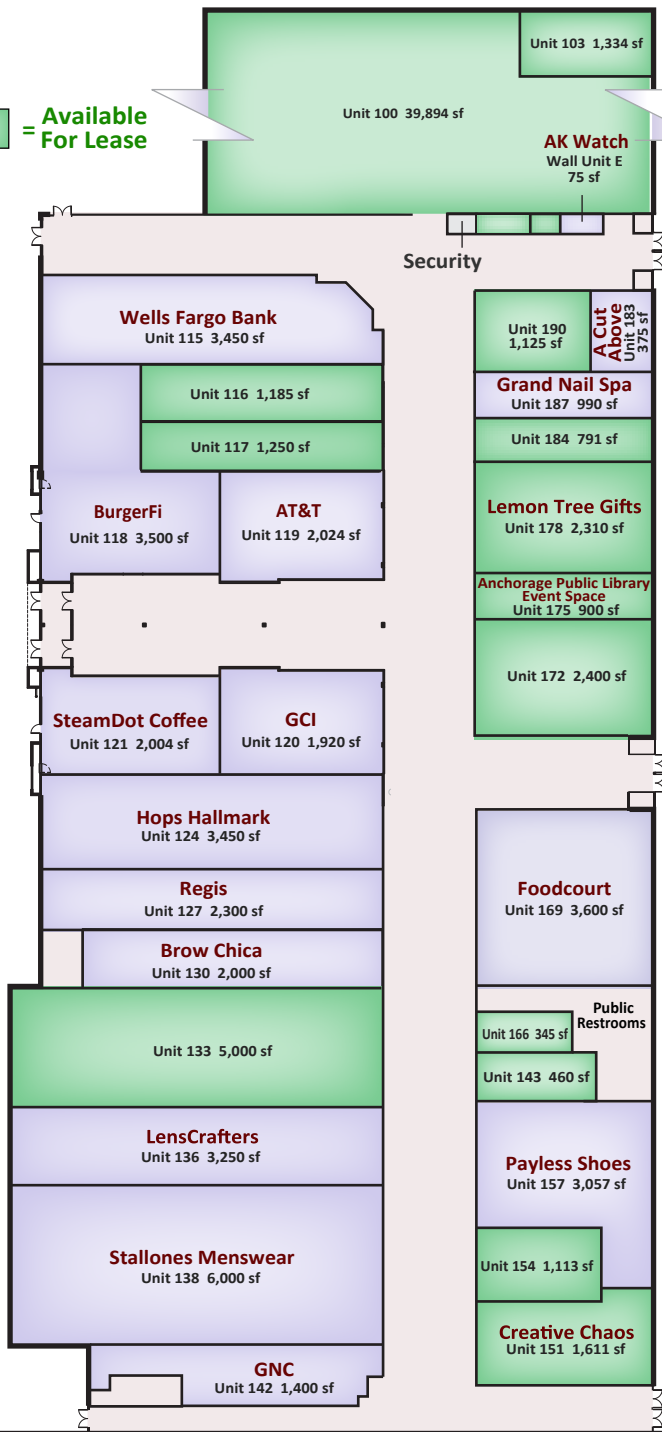 Unit 103 1,334 sf
= Available
For Lease
Unit 100 39,894 sf
AK Watch
Wall Unit E
75 sf
Security
Wells Fargo Bank
Unit 115 3,450 sf
Unit 190
1,125 sf
A Cut
Above
Unit 183
375 sf
Unit 116 1,185 sf
Grand Nail Spa
Unit 187 990 sf
Unit 117 1,250 sf
Unit 184 791 sf
BurgerFi
Unit 118 3,500 sf
AT&T
Unit 119 2,024 sf
Lemon Tree Gifts
Unit 178 2,310 sf
Anchorage Public Library
Event Space
Unit 175 900 sf
Unit 172 2,400 sf
SteamDot Coffee
Unit 121 2,004 sf
GCI
Unit 120 1,920 sf
Hops Hallmark
Unit 124 3,450 sf
Regis
Unit 127 2,300 sf
Foodcourt
Unit 169 3,600 sf
Brow Chica
Unit 130 2,000 sf
Public
Restrooms
Unit 166 345 sf
Unit 133 5,000 sf
Unit 143 460 sf
LensCrafters
Unit 136 3,250 sf
Payless Shoes
Unit 157 3,057 sf
Stallones Menswear
Unit 138 6,000 sf
Unit 154 1,113 sf
Creative Chaos
Unit 151 1,611 sf
GNC
Unit 142 1,400 sf